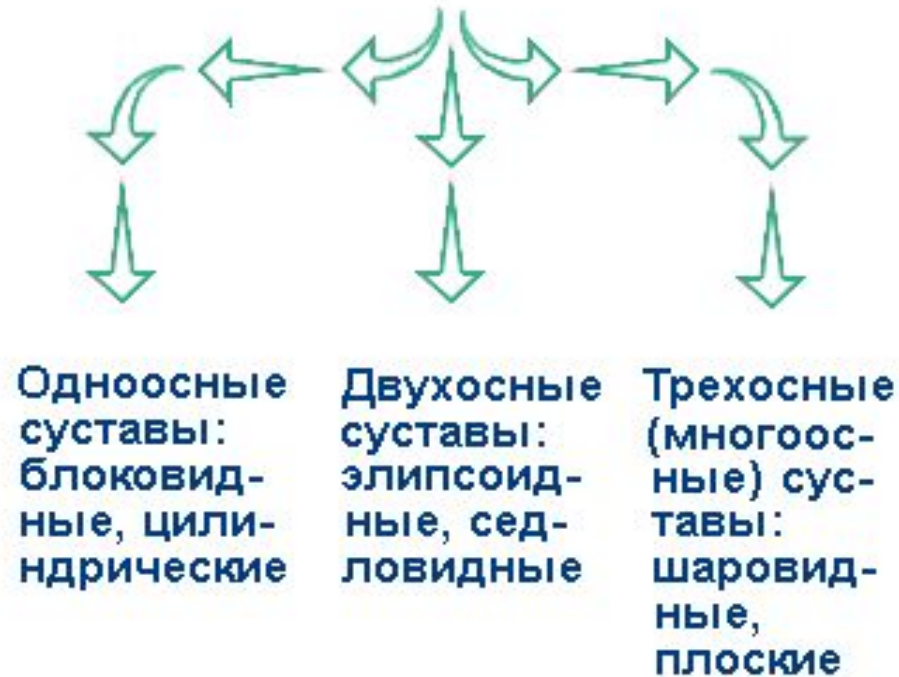 Одноосные
суставы:
блоковид-
ные, цили-
ндрические
Двухосные
суставы:
элипсоид-
ные, сед-
ловидные
Трехосные
(многоос-
ные) сус-
тавы:
шаровид-
ные,
плоские